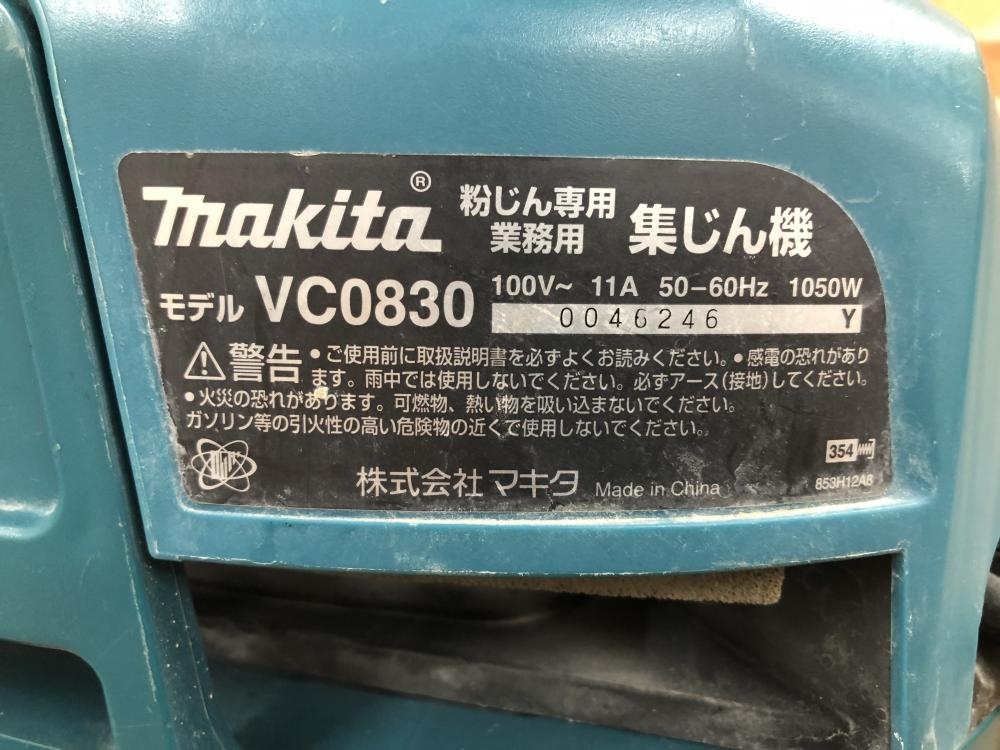 makita®
粉じん専用
業務用
集じん機
モデル VC0830
100V~ 11A 50-60Hz 1050W
0046246 Y
⚠警告 •ご使用前に取扱説明書を必ずよくお読みください。•感電の恐れがあり
ます。雨中では使用しないでください。必ずアース(接地)してください。
•火災の恐れがあります。可燃物、熱い物を吸い込まないでください。
ガソリン等の引火性の高い危険物の近くで使用しないでください。
354
株式会社 マキタ Made in China
853H12A8